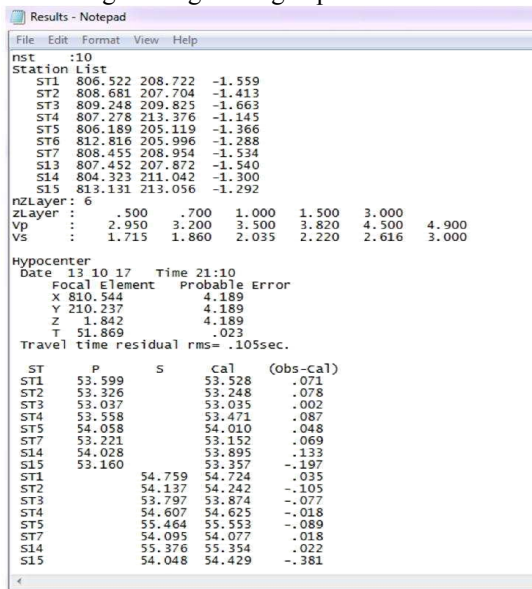 Results - Notepad
File Edit Format View Help
nst :10
Station List
ST1 806.522 208.722 -1.559
ST2 808.681 207.704 -1.413
ST3 809.248 209.825 -1.663
ST4 807.278 213.376 -1.145
ST5 806.189 205.119 -1.366
ST6 812.816 205.996 -1.288
ST7 808.455 208.954 -1.534
S13 807.452 207.872 -1.540
S14 804.323 211.042 -1.300
S15 813.131 213.056 -1.292
nZLayer: 6
zLayer : .500 .700 1.000 1.500 3.000
Vp : 2.950 3.200 3.500 3.820 4.500 4.900
Vs : 1.715 1.860 2.035 2.220 2.616 3.000
Hypocenter
Date 13 10 17 Time 21:10
Focal Element Probable Error
X 810.544 4.189
Y 210.237 4.189
Z 1.842 4.189
T 51.869 .023
Travel time residual rms= .105sec.
ST P S Cal (Obs-Cal)
ST1 53.599 53.528 .071
ST2 53.326 53.248 .078
ST3 53.037 53.035 .002
ST4 53.558 53.471 .087
ST5 54.058 54.010 .048
ST7 53.221 53.152 .069
S14 54.028 53.895 .133
S15 53.160 53.357 -.197
ST1 54.759 54.724 .035
ST2 54.137 54.242 -.105
ST3 53.797 53.874 -.077
ST4 54.607 54.625 -.018
ST5 55.464 55.553 -.089
ST7 54.095 54.077 .018
S14 55.376 55.354 .022
S15 54.048 54.429 -.381